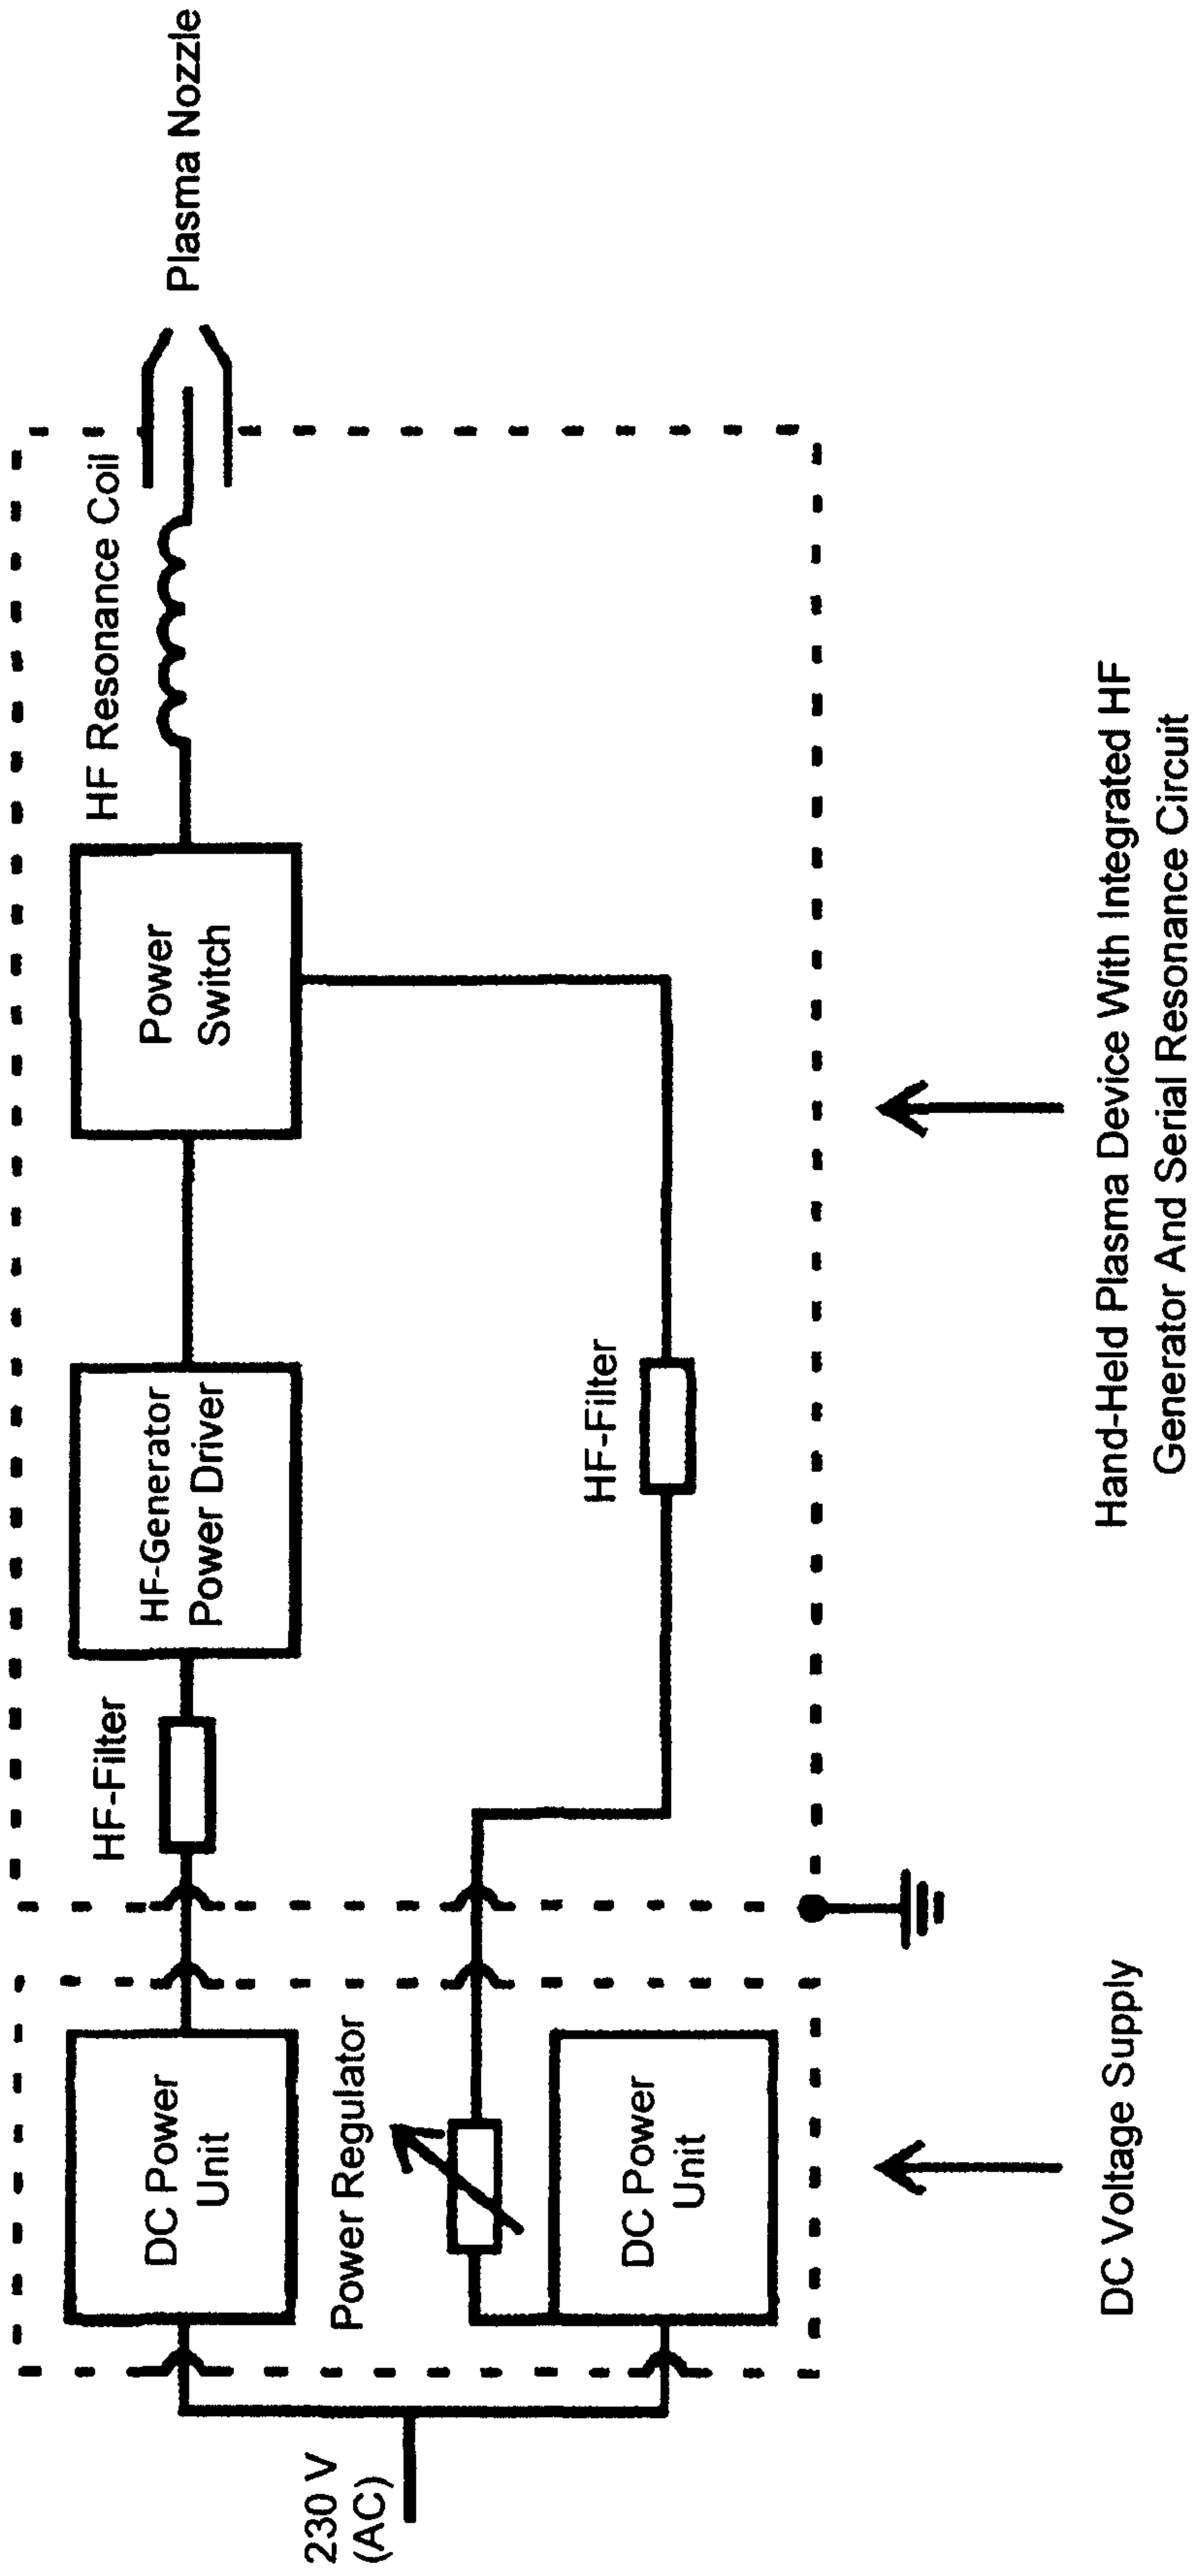 230 V
(AC)
DC Power
Unit
Power Regulator
DC Power
Unit
DC Voltage Supply
HF-Filter
HF-Generator
Power Driver
HF-Filter
Power
Switch
HF Resonance Coil
Plasma Nozzle
Hand-Held Plasma Device With Integrated HF
Generator And Serial Resonance Circuit